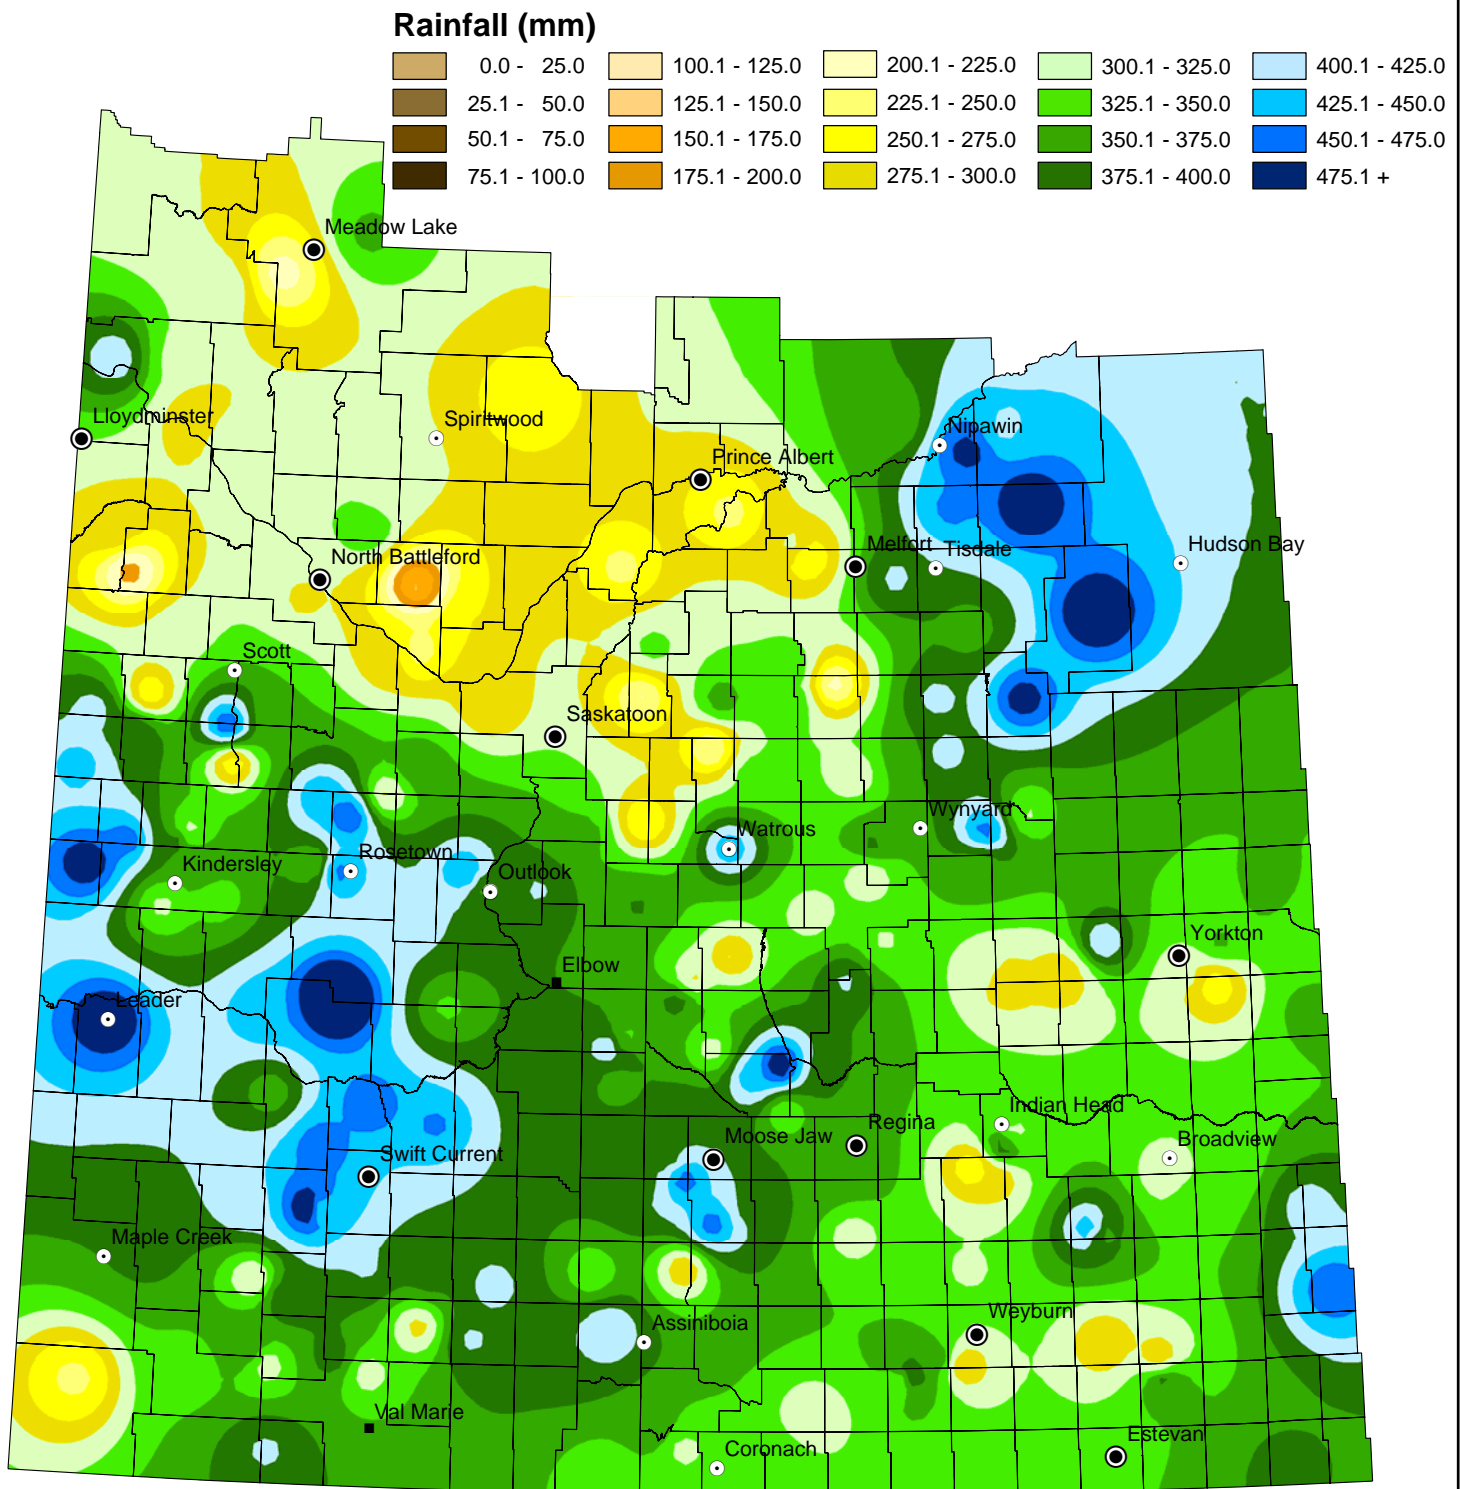 Rainfall (mm)
0.0 - 25.0
100.1 - 125.0
200.1 - 225.0
300.1 - 325.0
400.1 - 425.0
25.1 - 50.0
125.1 - 150.0
225.1 - 250.0
325.1 - 350.0
425.1 - 450.0
50.1 - 75.0
150.1 - 175.0
250.1 - 275.0
350.1 - 375.0
450.1 - 475.0
75.1 - 100.0
175.1 - 200.0
275.1 - 300.0
375.1 - 400.0
475.1 +
Meadow Lake
Lloydminster
Spiritwood
Nipawin
Prince Albert
North Battleford
Melfort
Tisdale
Hudson Bay
Scott
Saskatoon
Wynyard
Watrous
Rosetown
Kindersley
Outlook
Yorkton
Elbow
Leader
Indian Head
Regina
Moose Jaw
Broadview
Swift Current
Maple Creek
Weyburn
Assiniboia
Val Marie
Estevan
Coronach